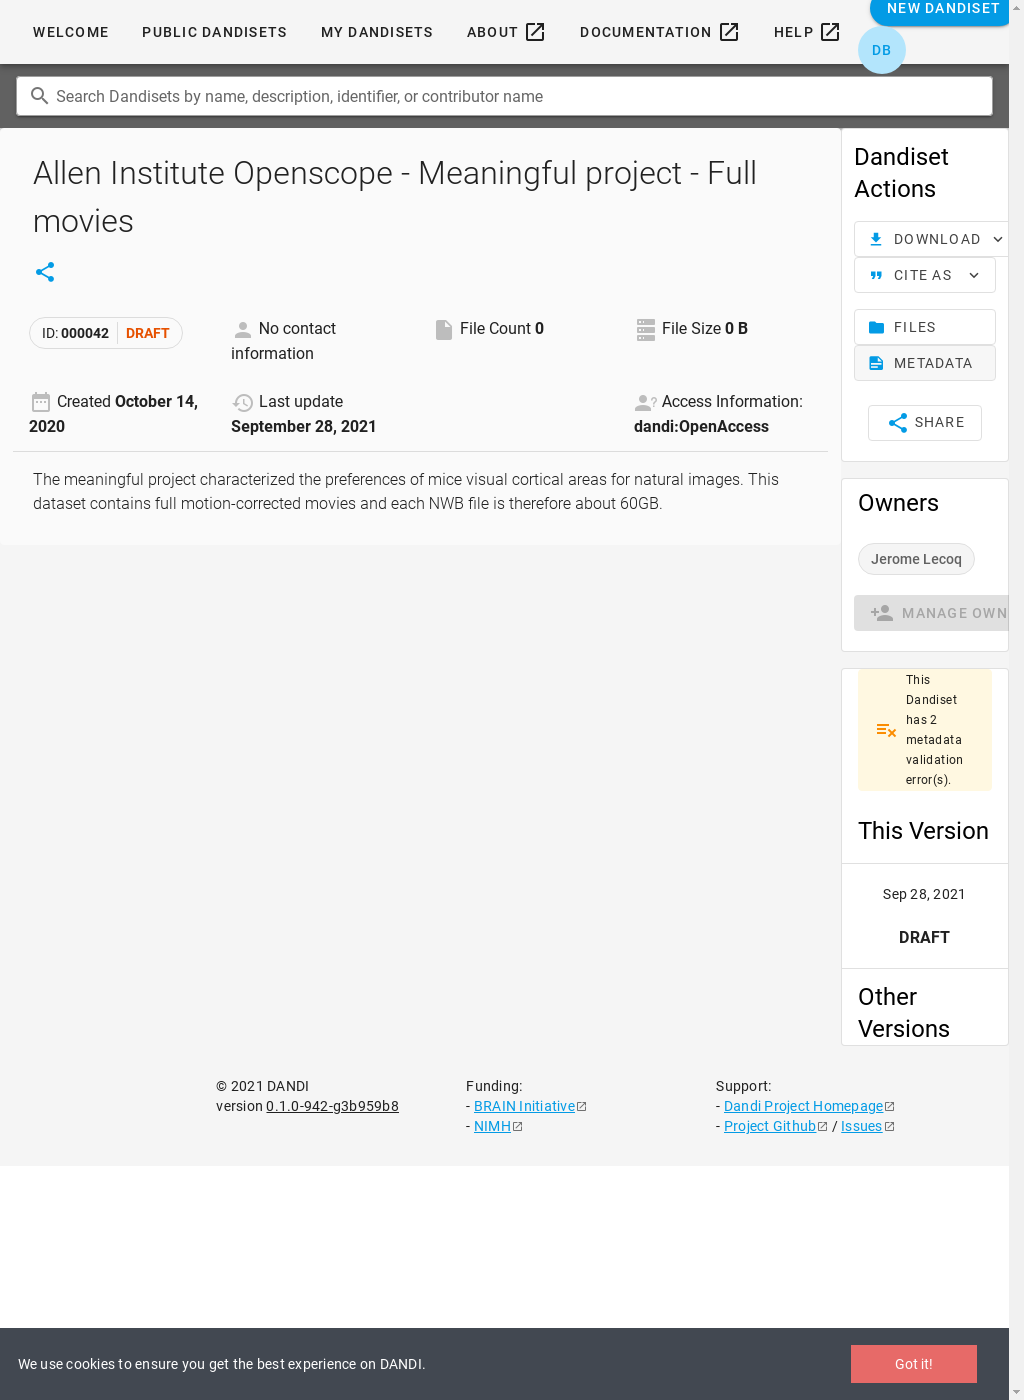 WELCOME
PUBLIC DANDISETS
MY DANDISETS
ABOUT
DOCUMENTATION
HELP
NEW DANDISET
DB
Search Dandisets by name, description, identifier, or contributor name
Allen Institute Openscope - Meaningful project - Full
movies
ID: 000042 DRAFT
No contact
information
File Count 0
File Size 0 B
Created October 14,
2020
Last update
September 28, 2021
Access Information:
dandi:OpenAccess
The meaningful project characterized the preferences of mice visual cortical areas for natural images. This
dataset contains full motion-corrected movies and each NWB file is therefore about 60GB.
Dandiset
Actions
DOWNLOAD
CITE AS
FILES
METADATA
SHARE
Owners
Jerome Lecoq
MANAGE OWN
This
Dandiset
has 2
metadata
validation
error(s).
This Version
Sep 28, 2021
DRAFT
Other
Versions
© 2021 DANDI
version 0.1.0-942-g3b959b8
Funding:
- BRAIN Initiative
- NIMH
Support:
- Dandi Project Homepage
- Project Github / Issues
We use cookies to ensure you get the best experience on DANDI.
Got it!